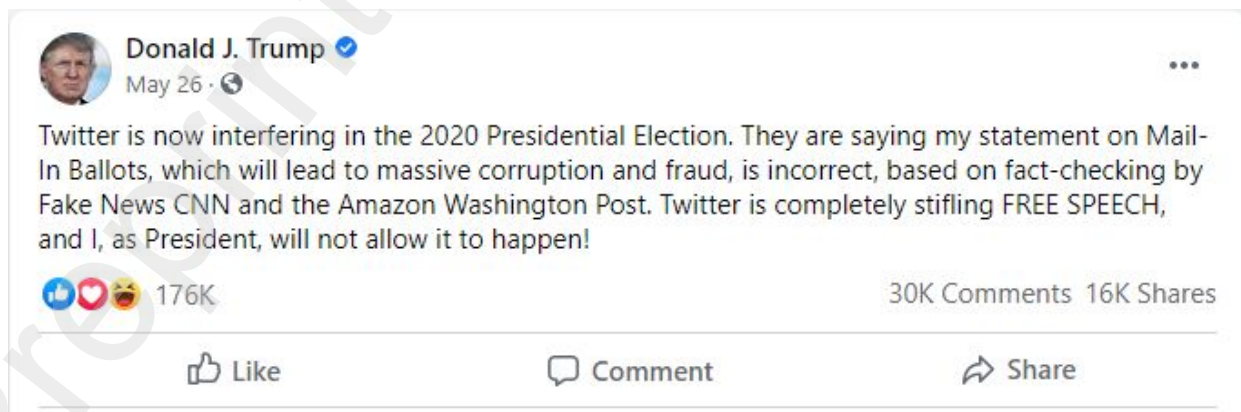 Donald J. Trump
May 26 ·
Twitter is now interfering in the 2020 Presidential Election. They are saying my statement on Mail-
In Ballots, which will lead to massive corruption and fraud, is incorrect, based on fact-checking by
Fake News CNN and the Amazon Washington Post. Twitter is completely stifling FREE SPEECH,
and I, as President, will not allow it to happen!
176K 30K Comments 16K Shares
Like Comment Share